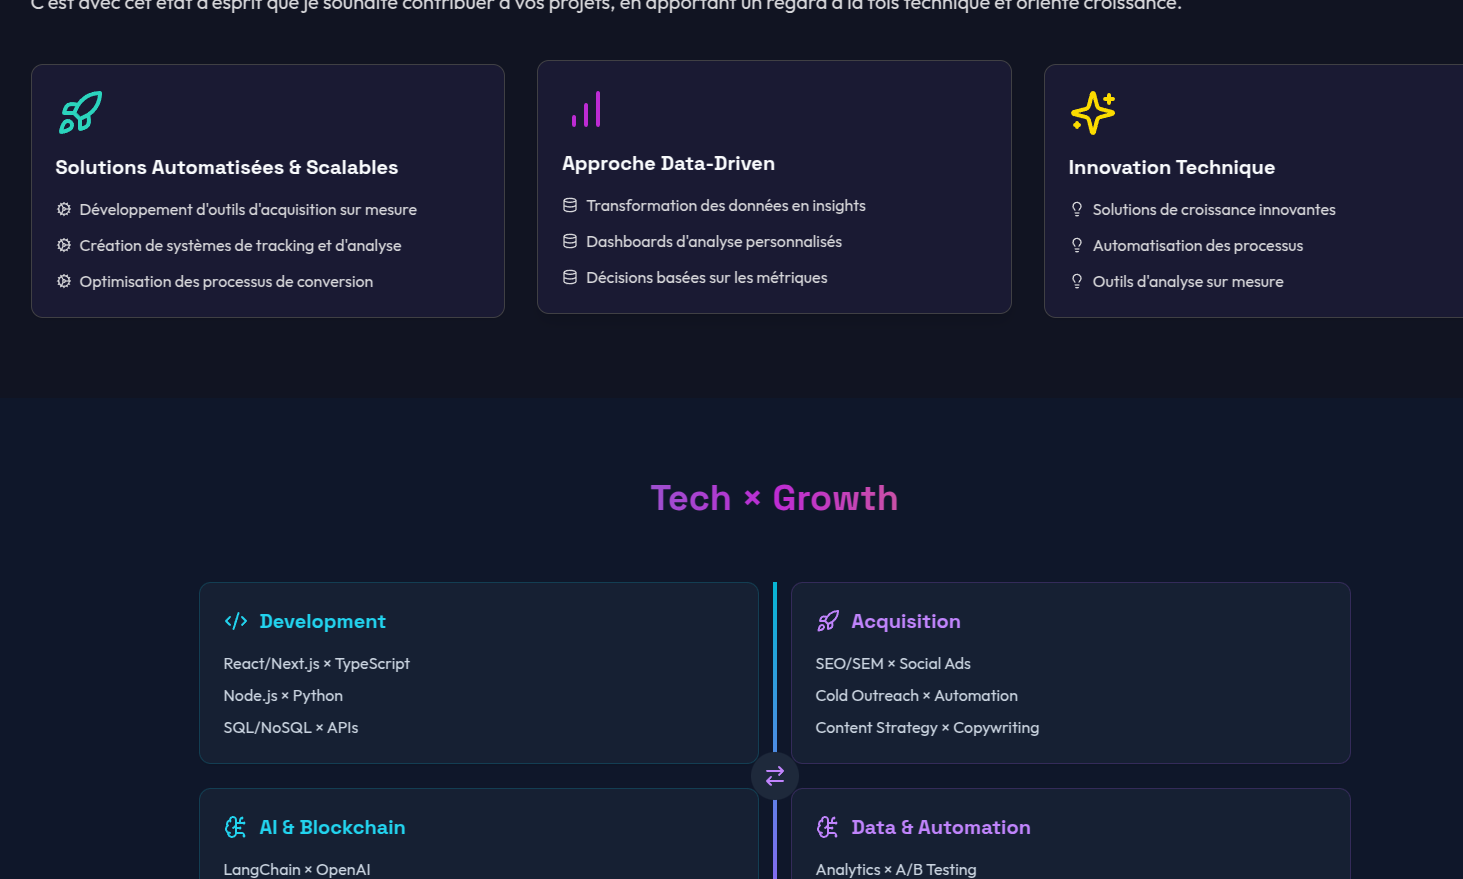 C'est avec cet état d'esprit que je souhaite contribuer à vos projets, en apportant un regard à la fois technique et orienté croissance.
Solutions Automatisées & Scalables
Développement d'outils d'acquisition sur mesure
Création de systèmes de tracking et d'analyse
Optimisation des processus de conversion
Approche Data-Driven
Transformation des données en insights
Dashboards d'analyse personnalisés
Décisions basées sur les métriques
Innovation Technique
Solutions de croissance innovantes
Automatisation des processus
Outils d'analyse sur mesure
Tech × Growth
Development
React/Next.js × TypeScript
Node.js × Python
SQL/NoSQL × APIs
Acquisition
SEO/SEM × Social Ads
Cold Outreach × Automation
Content Strategy × Copywriting
AI & Blockchain
LangChain × OpenAI
Data & Automation
Analytics × A/B Testing